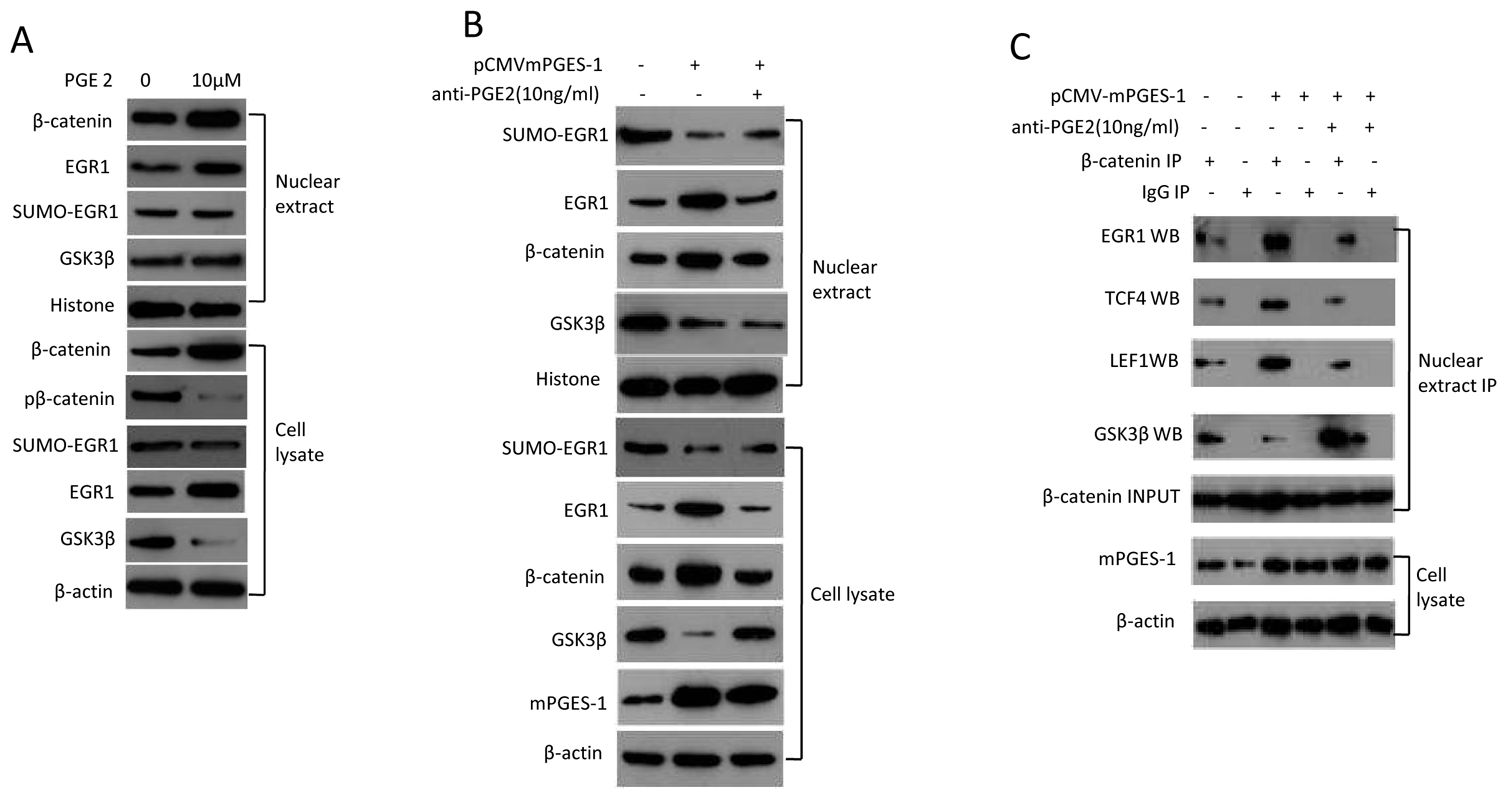 A
PGE 2 0 10µM
β-catenin
EGR1
SUMO-EGR1
GSK3β
Histone
Nuclear
extract
β-catenin
pβ-catenin
SUMO-EGR1
EGR1
GSK3β
β-actin
Cell
lysate
B
pCMVmPGES-1 - + +
anti-PGE2(10ng/ml) - - +
SUMO-EGR1
EGR1
β-catenin
GSK3β
Histone
Nuclear
extract
SUMO-EGR1
EGR1
β-catenin
GSK3β
mPGES-1
β-actin
Cell lysate
C
pCMV-mPGES-1 - - + + + +
anti-PGE2(10ng/ml) - - - - + +
β-catenin IP + - + - + -
IgG IP - + - + - +
EGR1 WB
TCF4 WB
LEF1WB
GSK3β WB
β-catenin INPUT
Nuclear
extract IP
mPGES-1
β-actin
Cell
lysate